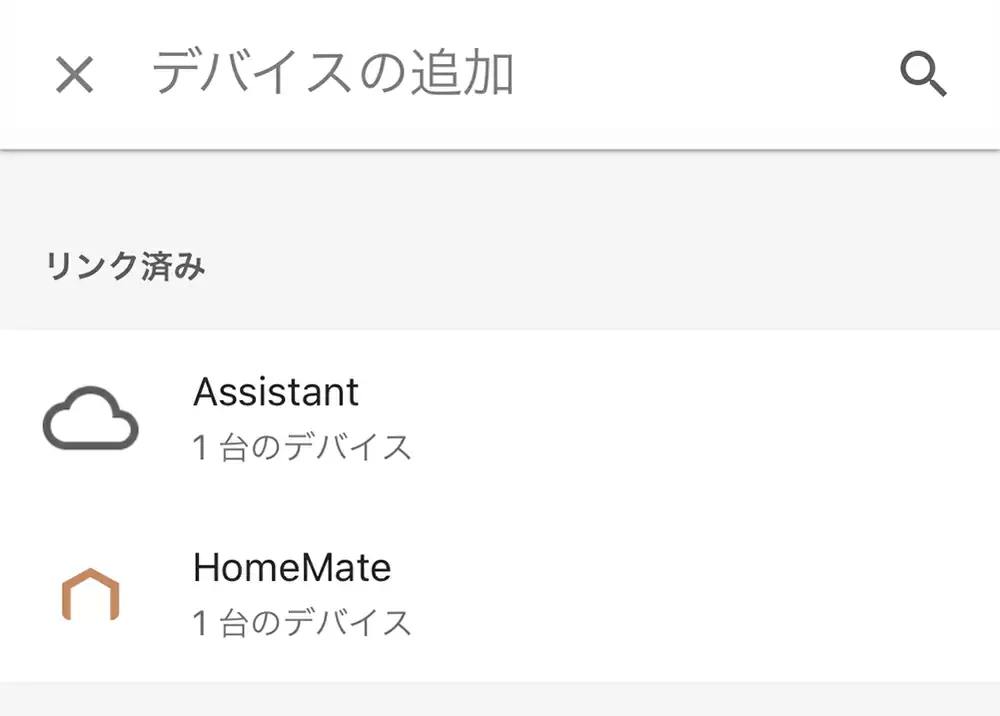 デバイスの追加
リンク済み
Assistant
1 台のデバイス
HomeMate
1 台のデバイス